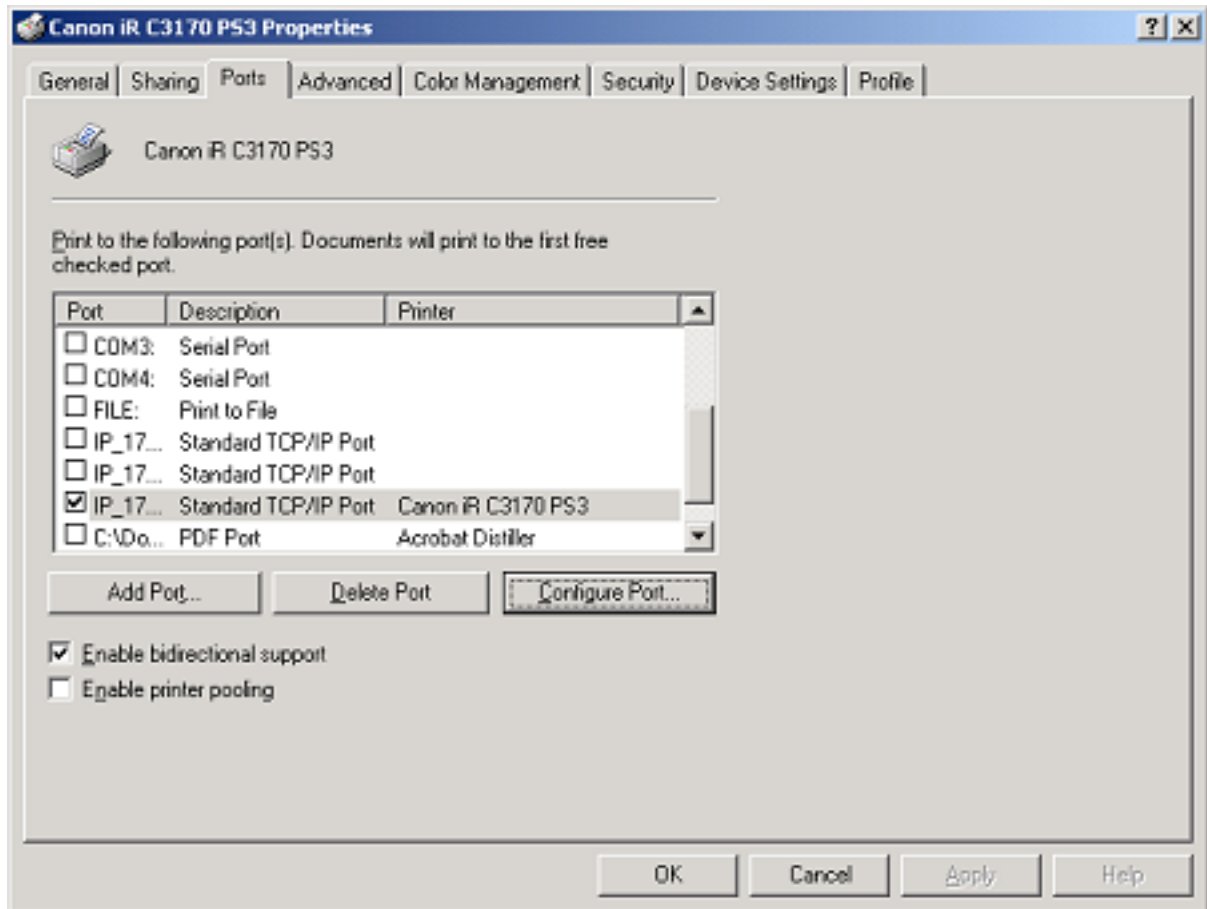 Canon iR C3170 PS3 Properties
General Sharing Ports Advanced Color Management Security Device Settings Profile
Canon iR C3170 PS3
Print to the following port(s). Documents will print to the first free
checked port.
Port Description Printer
COM3: Serial Port
COM4: Serial Port
FILE: Print to File
IP_17... Standard TCP/IP Port
IP_17... Standard TCP/IP Port
IP_17... Standard TCP/IP Port Canon iR C3170 PS3
C:\Do... PDF Port Acrobat Distiller
Add Port... Delete Port Configure Port...
Enable bidirectional support
Enable printer pooling
OK Cancel Apply Help